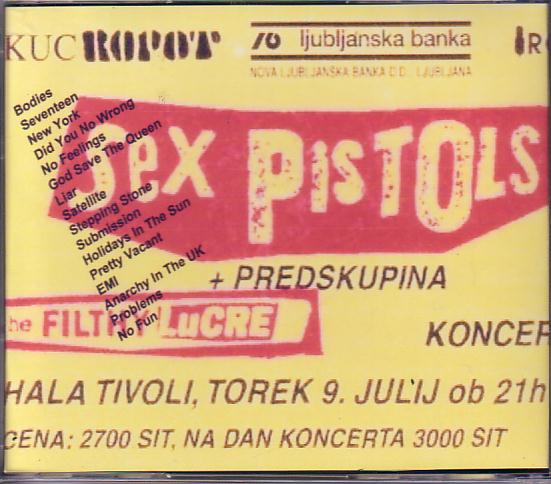 KUC KOPOT
ljubljanska banka
NOVA LJUBLJANSKA BANKA D.D., LJUBLJANA
Bodies
Seventeen
New York
Did You No Wrong
No Feelings
God Save The Queen
Liar
Satellite
Stepping Stone
Submission
Holidays In The Sun
Pretty Vacant
EMI
Anarchy In The UK
Problems
No Fun
SeX PisTOLs
+ PREDSKUPINA
he FILTHY LuCRE
KONCER
HALA TIVOLI, TOREK 9. JULIJ ob 21h
CENA: 2700 SIT, NA DAN KONCERTA 3000 SIT